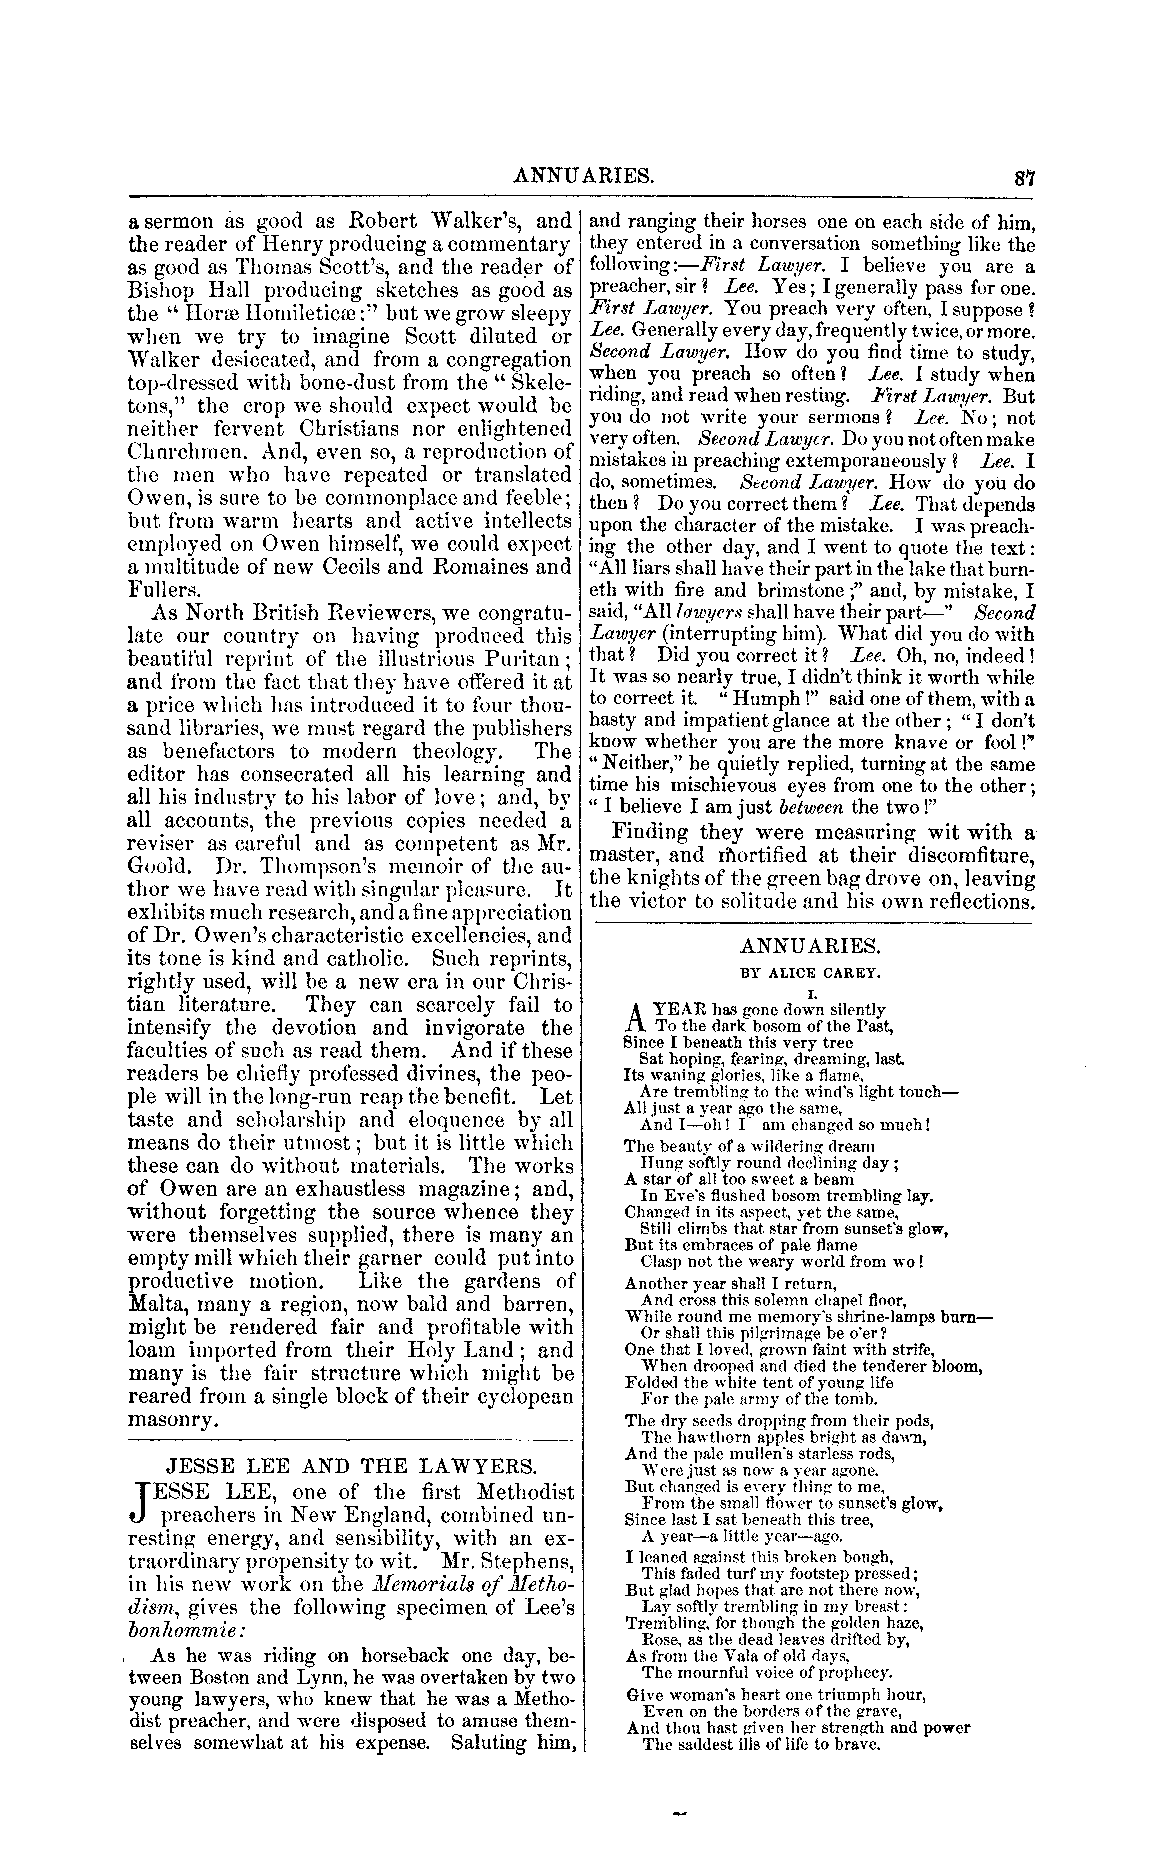 ANNUARIES. 87
a sermon as good as Robert Walker's, and
the reader of Henry producing a commentary
as good as Thomas Scott's, and the reader of
Bishop Hall producing sketches as good as
the "Horæ Homileticæ:" but we grow sleepy
when we try to imagine Scott diluted or
Walker desiccated, and from a congregation
top-dressed with bone-dust from the "Skele-
tons," the crop we should expect would be
neither fervent Christians nor enlightened
Churchmen. And, even so, a reproduction of
the men who have repeated or translated
Owen, is sure to be commonplace and feeble;
but from warm hearts and active intellects
employed on Owen himself, we could expect
a multitude of new Cecils and Romaines and
Fullers.
As North British Reviewers, we congratu-
late our country on having produced this
beautiful reprint of the illustrious Puritan;
and from the fact that they have offered it at
a price which has introduced it to four thou-
sand libraries, we must regard the publishers
as benefactors to modern theology. The
editor has consecrated all his learning and
all his industry to his labor of love; and, by
all accounts, the previous copies needed a
reviser as careful and as competent as Mr.
Goold. Dr. Thompson's memoir of the au-
thor we have read with singular pleasure. It
exhibits much research, and a fine appreciation
of Dr. Owen's characteristic excellencies, and
its tone is kind and catholic. Such reprints,
rightly used, will be a new era in our Chris-
tian literature. They can scarcely fail to
intensify the devotion and invigorate the
faculties of such as read them. And if these
readers be chiefly professed divines, the peo-
ple will in the long-run reap the benefit. Let
taste and scholarship and eloquence by all
means do their utmost; but it is little which
these can do without materials. The works
of Owen are an exhaustless magazine; and,
without forgetting the source whence they
were themselves supplied, there is many an
empty mill which their garner could put into
productive motion. Like the gardens of
Malta, many a region, now bald and barren,
might be rendered fair and profitable with
loam imported from their Holy Land; and
many is the fair structure which might be
reared from a single block of their cyclopean
masonry.
JESSE LEE AND THE LAWYERS.
JESSE LEE, one of the first Methodist
preachers in New England, combined un-
resting energy, and sensibility, with an ex-
traordinary propensity to wit. Mr. Stephens,
in his new work on the Memorials of Metho-
dism, gives the following specimen of Lee's
bonhommie:
As he was riding on horseback one day, be-
tween Boston and Lynn, he was overtaken by two
young lawyers, who knew that he was a Metho-
dist preacher, and were disposed to amuse them-
selves somewhat at his expense. Saluting him,
and ranging their horses one on each side of him,
they entered in a conversation something like the
following:—First Lawyer. I believe you are a
preacher, sir? Lee. Yes; I generally pass for one.
First Lawyer. You preach very often, I suppose?
Lee. Generally every day, frequently twice, or more.
Second Lawyer. How do you find time to study,
when you preach so often? Lee. I study when
riding, and read when resting. First Lawyer. But
you do not write your sermons? Lee. No; not
very often. Second Lawyer. Do you not often make
mistakes in preaching extemporaneously? Lee. I
do, sometimes. Second Lawyer. How do you do
then? Do you correct them? Lee. That depends
upon the character of the mistake. I was preach-
ing the other day, and I went to quote the text:
"All liars shall have their part in the lake that burn-
eth with fire and brimstone;" and, by mistake, I
said, "All lawyers shall have their part—" Second
Lawyer (interrupting him). What did you do with
that? Did you correct it? Lee. Oh, no, indeed!
It was so nearly true, I didn't think it worth while
to correct it. "Humph!" said one of them, with a
hasty and impatient glance at the other; "I don't
know whether you are the more knave or fool!"
"Neither," he quietly replied, turning at the same
time his mischievous eyes from one to the other;
"I believe I am just between the two!"
Finding they were measuring wit with a
master, and mortified at their discomfiture,
the knights of the green bag drove on, leaving
the victor to solitude and his own reflections.
ANNUARIES.
BY ALICE CAREY.
I.
A YEAR has gone down silently
To the dark bosom of the Past,
Since I beneath this very tree
Sat hoping, fearing, dreaming, last.
Its waning glories, like a flame,
Are trembling to the wind's light touch—
All just a year ago the same,
And I—oh! I am changed so much!
The beauty of a wildering dream
Hung softly round declining day;
A star of all too sweet a beam
In Eve's flushed bosom trembling lay.
Changed in its aspect, yet the same,
Still climbs that star from sunset's glow,
But its embraces of pale flame
Clasp not the weary world from wo!
Another year shall I return,
And cross this solemn chapel floor,
While round me memory's shrine-lamps burn—
Or shall this pilgrimage be o'er?
One that I loved, grown faint with strife,
When drooped and died the tenderer bloom,
Folded the white tent of young life
For the pale army of the tomb.
The dry seeds dropping from their pods,
The hawthorn apples bright as dawn,
And the pale mullen's starless rods,
Were just as now a year agone.
But changed is every thing to me,
From the small flower to sunset's glow,
Since last I sat beneath this tree,
A year—a little year—ago.
I leaned against this broken bough,
This faded turf my footstep pressed;
But glad hopes that are not there now,
Lay softly trembling in my breast:
Trembling, for though the golden haze,
Rose, as the dead leaves drifted by,
As from the Vala of old days,
The mournful voice of prophecy.
Give woman's heart one triumph hour,
Even on the borders of the grave,
And thou hast given her strength and power
The saddest ills of life to brave.